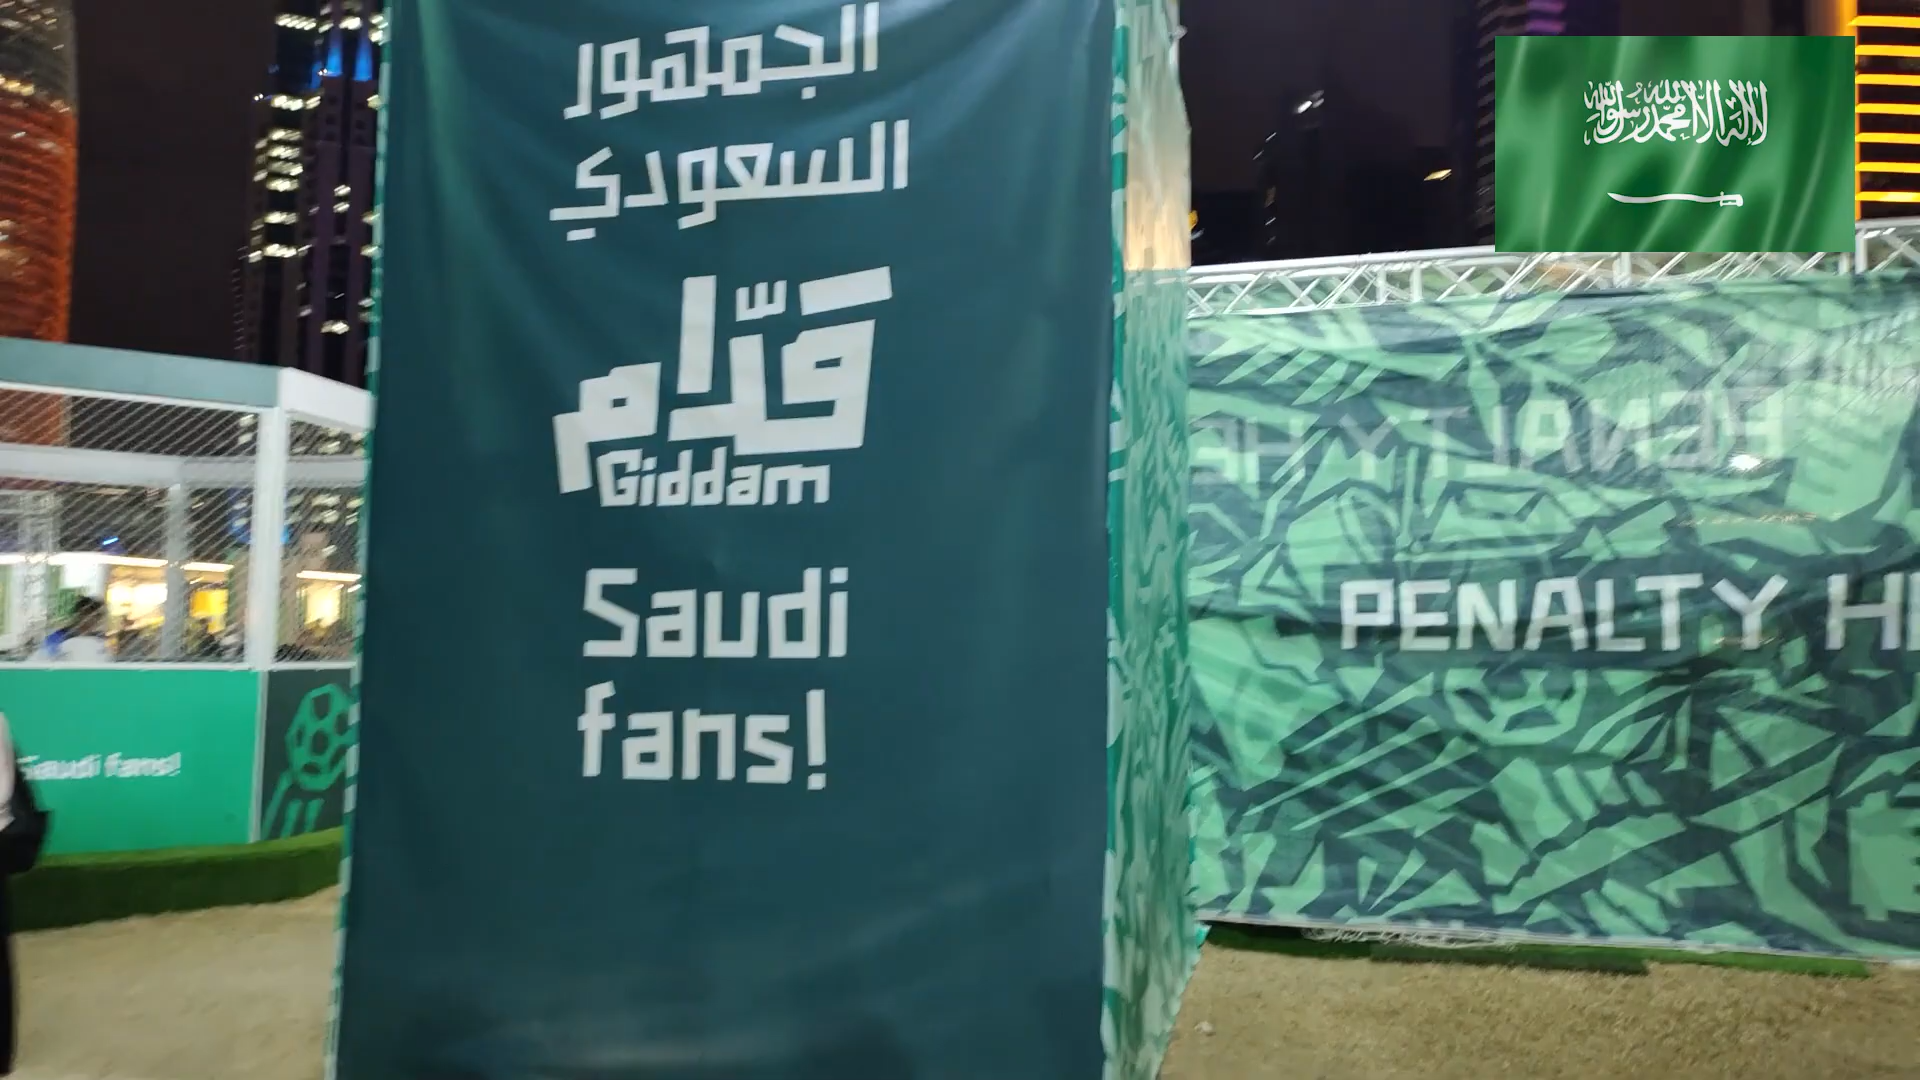 الجمهور
السعودي
قدّام
Giddam
Saudi
fans!
لا إله إلا الله محمد رسول الله
PENALTY
Saudi fans!